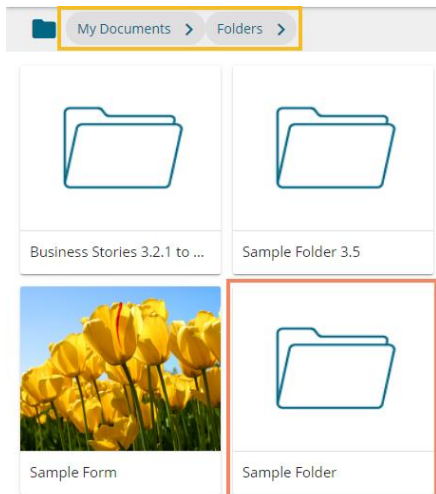 My Documents > Folders >
Business Stories 3.2.1 to ...
Sample Folder 3.5
Sample Form
Sample Folder